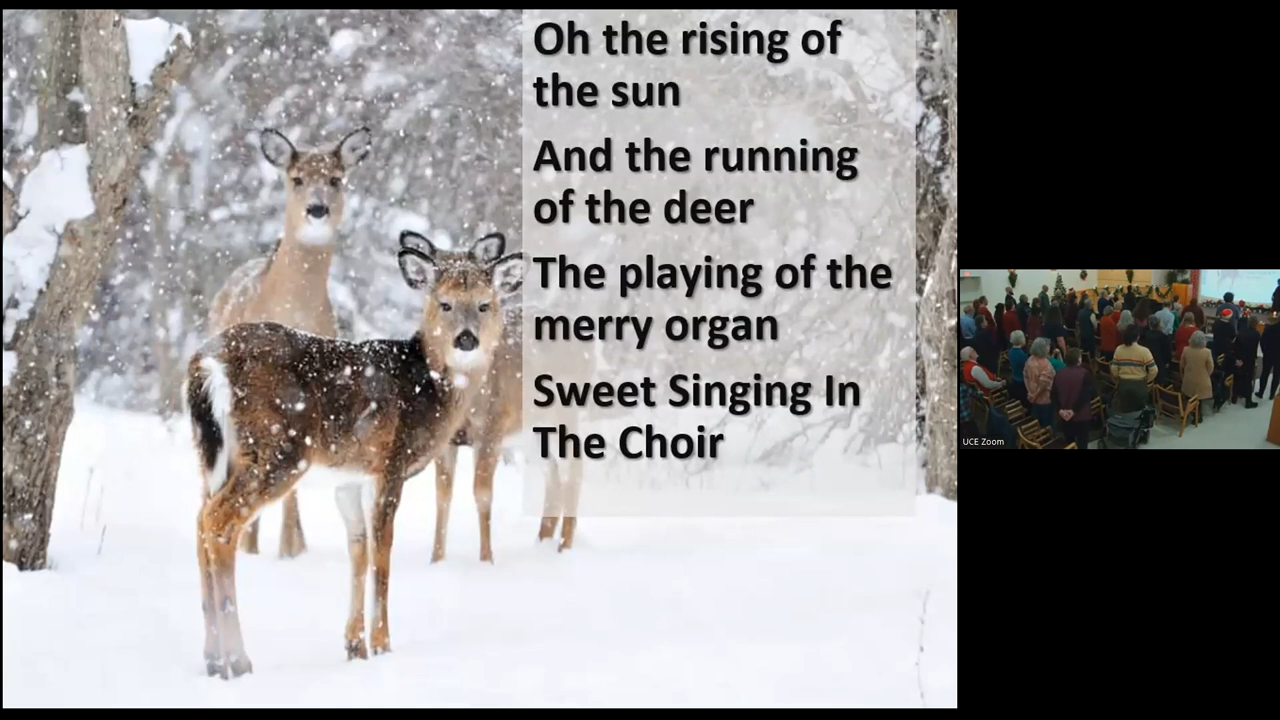 Oh the rising of
the sun
And the running
of the deer
The playing of the
merry organ
Sweet Singing In
The Choir
UCE Zoom